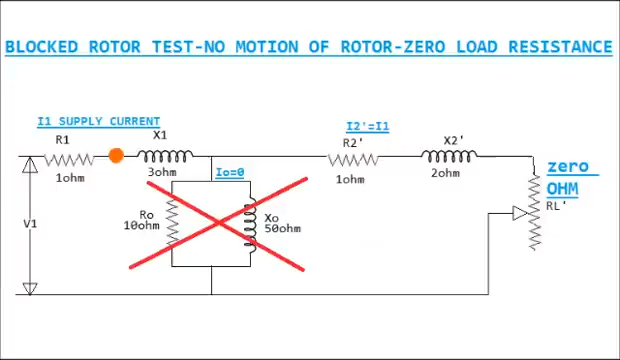 BLOCKED ROTOR TEST-NO MOTION OF ROTOR-ZERO LOAD RESISTANCE
I1 SUPPLY CURRENT
R1
X1
I2'=I1
R2'
X2'
1ohm
3ohm
Io=0
1ohm
2ohm
zero
OHM
RL'
V1
Ro
10ohm
Xo
50ohm